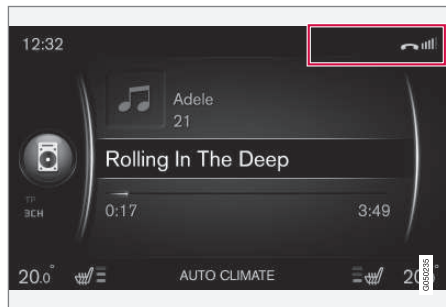 12:32
Adele
21
Rolling In The Deep
TP
3CH
0:17
3:49
20.0°
AUTO CLIMATE
20
G050235